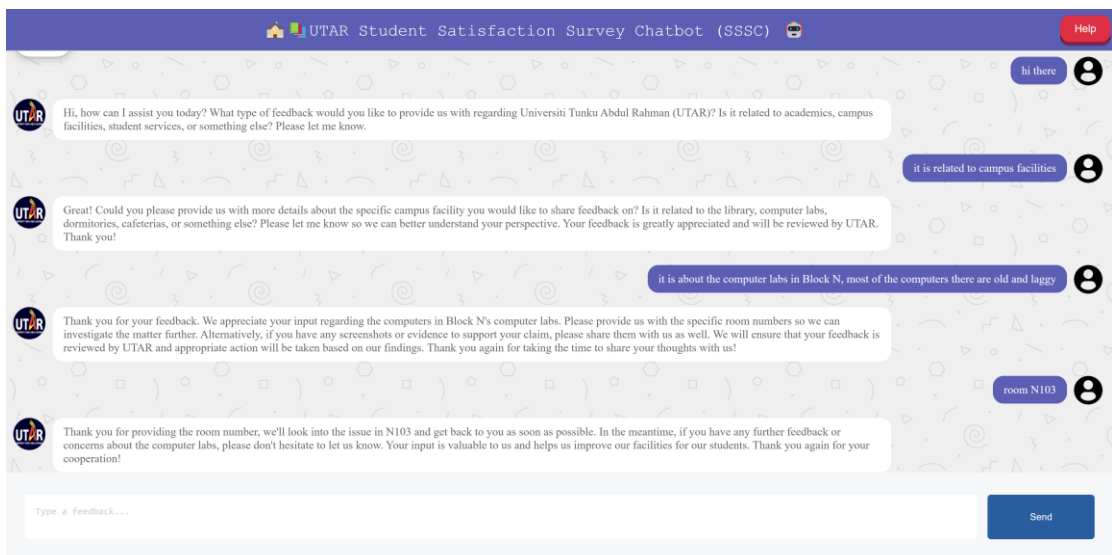 UTAR Student Satisfaction Survey Chatbot (SSSC)
Help
hi there
UTAR
Hi, how can I assist you today? What type of feedback would you like to provide us with regarding Universiti Tunku Abdul Rahman (UTAR)? Is it related to academics, campus
facilities, student services, or something else? Please let me know.
it is related to campus facilities
UTAR
Great! Could you please provide us with more details about the specific campus facility you would like to share feedback on? Is it related to the library, computer labs,
dormitories, cafeterias, or something else? Please let me know so we can better understand your perspective. Your feedback is greatly appreciated and will be reviewed by UTAR.
Thank you!
it is about the computer labs in Block N, most of the computers there are old and laggy
UTAR
Thank you for your feedback. We appreciate your input regarding the computers in Block N's computer labs. Please provide us with the specific room numbers so we can
investigate the matter further. Alternatively, if you have any screenshots or evidence to support your claim, please share them with us as well. We will ensure that your feedback is
reviewed by UTAR and appropriate action will be taken based on our findings. Thank you again for taking the time to share your thoughts with us!
room N103
UTAR
Thank you for providing the room number, we'll look into the issue in N103 and get back to you as soon as possible. In the meantime, if you have any further feedback or
concerns about the computer labs, please don't hesitate to let us know. Your input is valuable to us and helps us improve our facilities for our students. Thank you again for your
cooperation!
Type a feedback...
Send